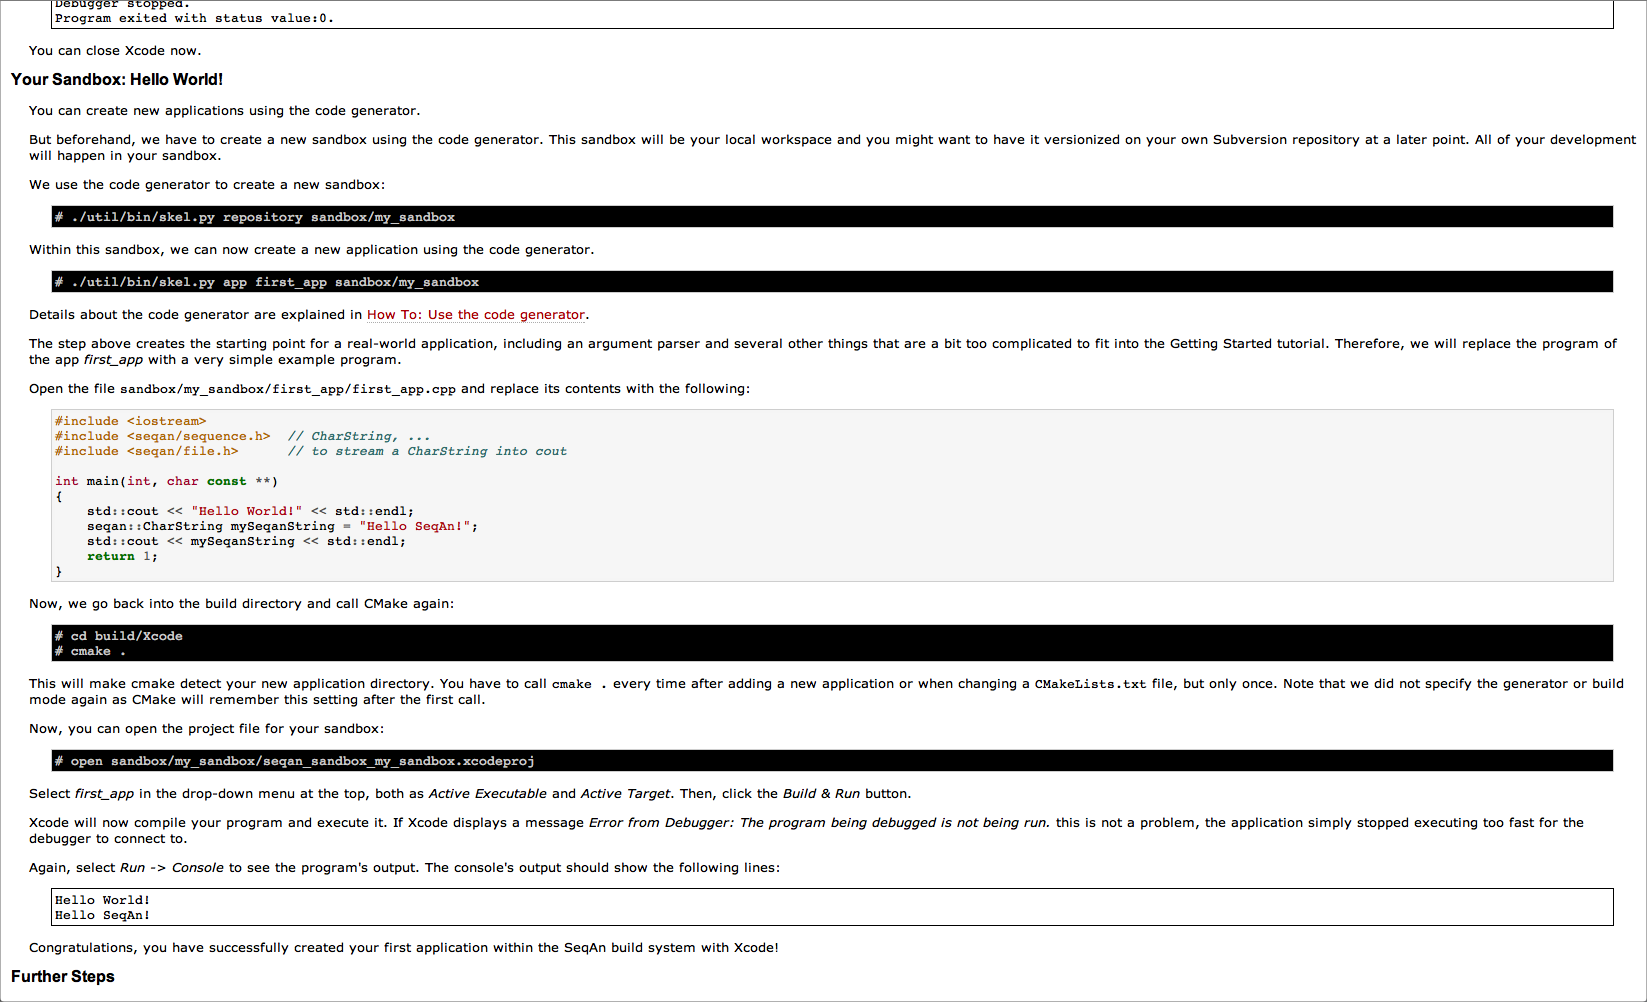 Debugger stopped.
Program exited with status value:0.
You can close Xcode now.
Your Sandbox: Hello World!
You can create new applications using the code generator.
But beforehand, we have to create a new sandbox using the code generator. This sandbox will be your local workspace and you might want to have it versionized on your own Subversion repository at a later point. All of your development
will happen in your sandbox.
We use the code generator to create a new sandbox:
# ./util/bin/skel.py repository sandbox/my_sandbox
Within this sandbox, we can now create a new application using the code generator.
# ./util/bin/skel.py app first_app sandbox/my_sandbox
Details about the code generator are explained in How To: Use the code generator.
The step above creates the starting point for a real-world application, including an argument parser and several other things that are a bit too complicated to fit into the Getting Started tutorial. Therefore, we will replace the program of
the app first_app with a very simple example program.
Open the file sandbox/my_sandbox/first_app/first_app.cpp and replace its contents with the following:
#include <iostream>
#include <seqan/sequence.h>  // CharString, ...
#include <seqan/file.h>      // to stream a CharString into cout
int main(int, char const **)
{
    std::cout << "Hello World!" << std::endl;
    seqan::CharString mySeqanString = "Hello SeqAn!";
    std::cout << mySeqanString << std::endl;
    return 1;
}
Now, we go back into the build directory and call CMake again:
# cd build/Xcode
# cmake .
This will make cmake detect your new application directory. You have to call cmake . every time after adding a new application or when changing a CMakeLists.txt file, but only once. Note that we did not specify the generator or build
mode again as CMake will remember this setting after the first call.
Now, you can open the project file for your sandbox:
# open sandbox/my_sandbox/seqan_sandbox_my_sandbox.xcodeproj
Select first_app in the drop-down menu at the top, both as Active Executable and Active Target. Then, click the Build & Run button.
Xcode will now compile your program and execute it. If Xcode displays a message Error from Debugger: The program being debugged is not being run. this is not a problem, the application simply stopped executing too fast for the
debugger to connect to.
Again, select Run -> Console to see the program's output. The console's output should show the following lines:
Hello World!
Hello SeqAn!
Congratulations, you have successfully created your first application within the SeqAn build system with Xcode!
Further Steps